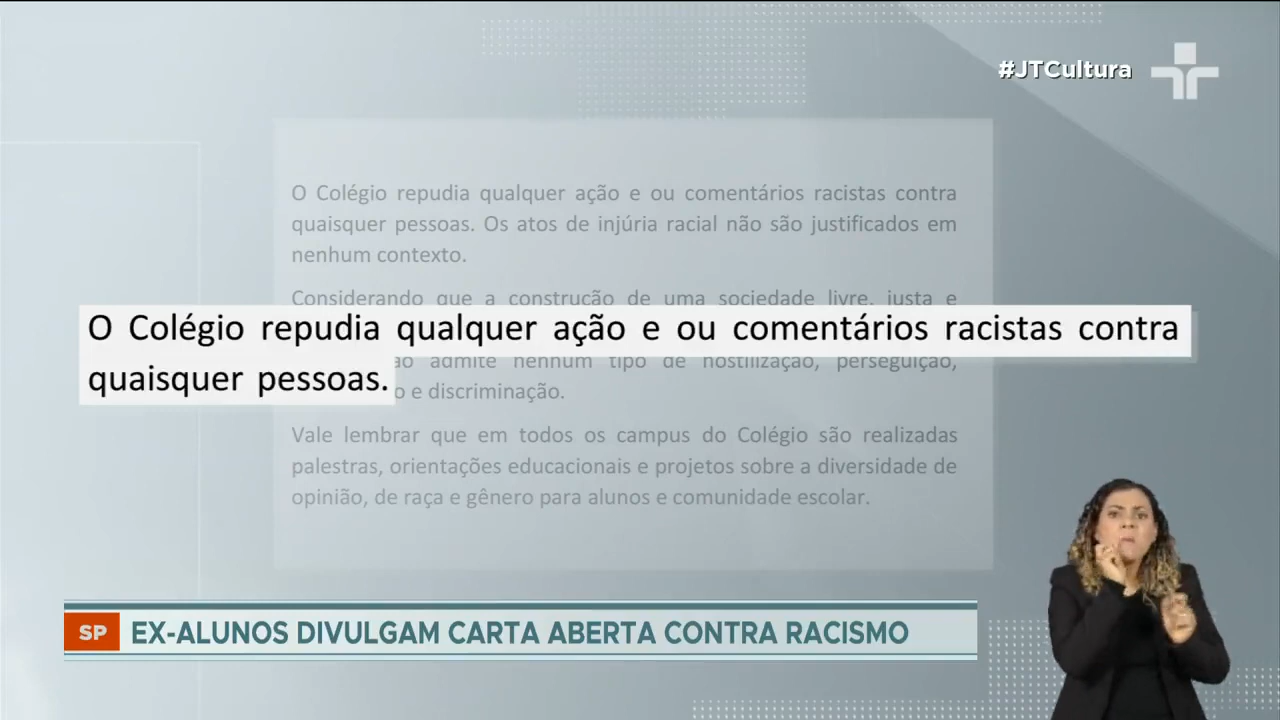 #JTCultura
O Colégio repudia qualquer ação e ou comentários racistas contra
quaisquer pessoas. Os atos de injúria racial não são justificados em
nenhum contexto.
Considerando que a construção de uma sociedade livre, justa e
O Colégio repudia qualquer ação e ou comentários racistas contra
quaisquer pessoas.
admite nenhum tipo de hostilização, perseguição,
e discriminação.
Vale lembrar que em todos os campus do Colégio são realizadas
palestras, orientações educacionais e projetos sobre a diversidade de
opinião, de raça e gênero para alunos e comunidade escolar.
SP EX-ALUNOS DIVULGAM CARTA ABERTA CONTRA RACISMO